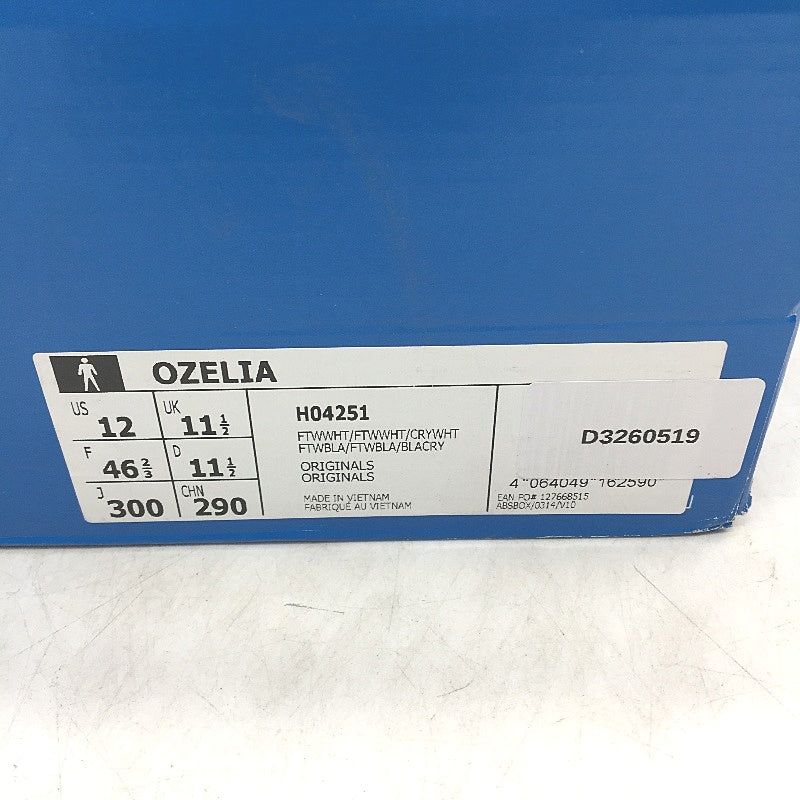 OZELIA
US 12 UK 11 1/2
F 46 2/3 D 11 1/2
J 300 CHN 290
H04251
FTWWHT/FTWWHT/CRYWHT
FTWBLA/FTWBLA/BLACRY
ORIGINALS
ORIGINALS
MADE IN VIETNAM
FABRIQUÉ AU VIETNAM
D3260519
4 064049 162590
EAN PO# 127668515
ABSBOX/0314/V10